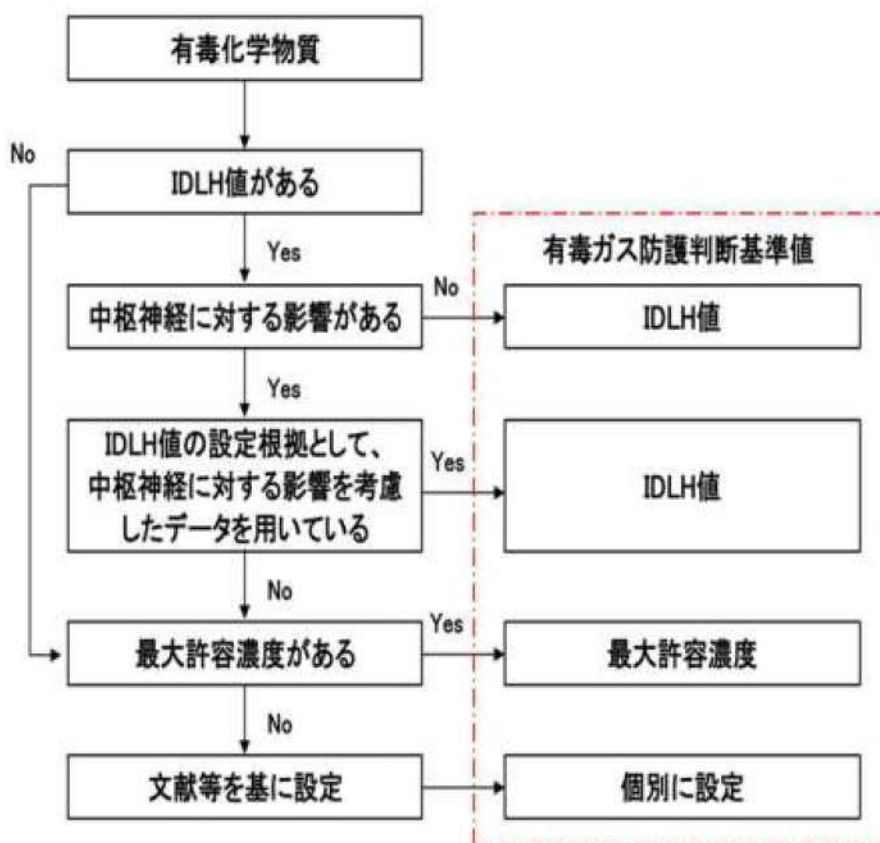 有毒化学物質
No
IDLH値がある
Yes
有毒ガス防護判断基準値
中枢神経に対する影響がある
No
IDLH値
Yes
IDLH値の設定根拠として、
中枢神経に対する影響を考慮
したデータを用いている
Yes
IDLH値
No
最大許容濃度がある
Yes
最大許容濃度
No
文献等を基に設定
個別に設定